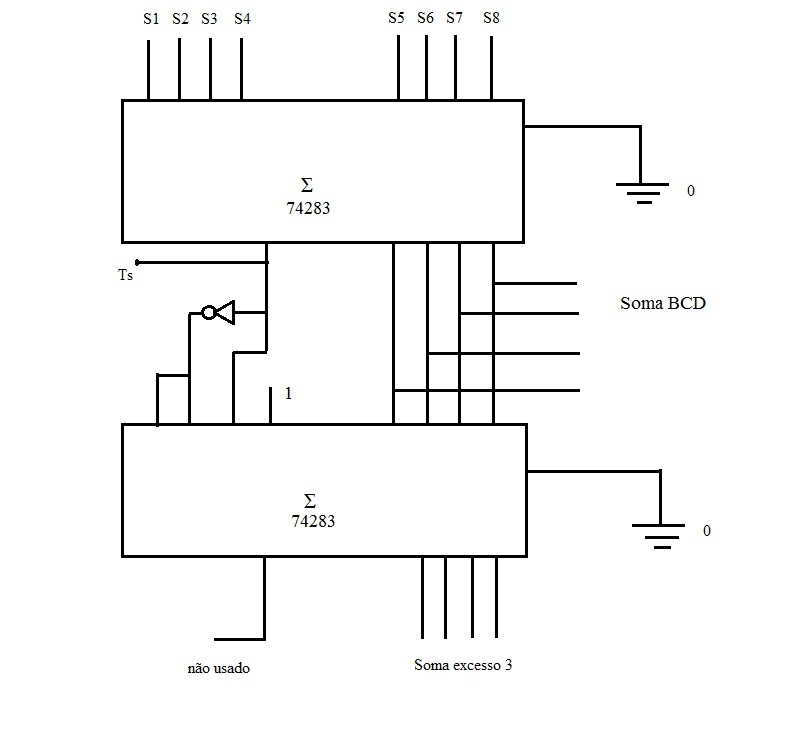 S1 S2 S3 S4 S5 S6 S7 S8
Σ
74283
0
Ts
Soma BCD
1
Σ
74283
0
não usado
Soma excesso 3